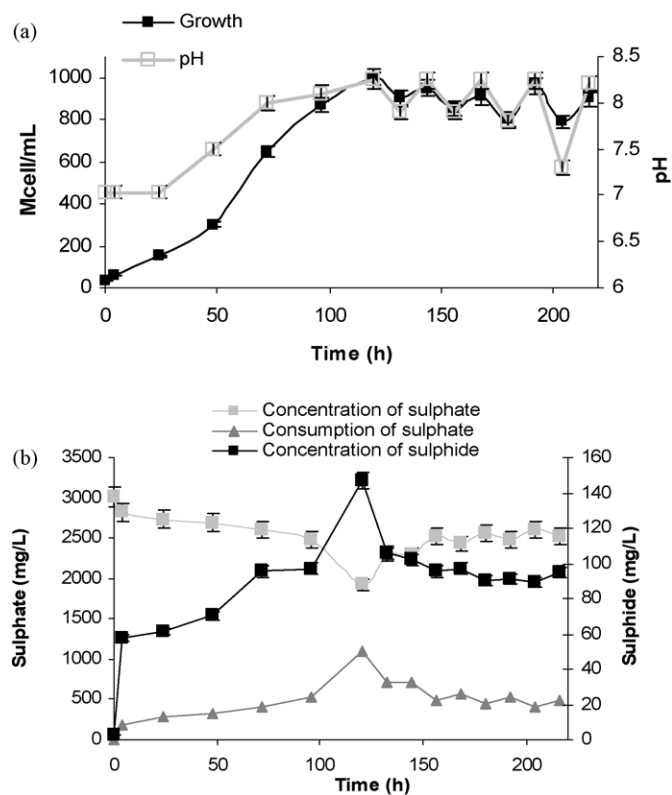 (a)
Growth
pH
1000
800
600
400
200
0
Mcell/mL
8.5
8
7.5
7
6.5
6
pH
0 50 100 150 200
Time (h)
Concentration of sulphate
Consumption of sulphate
Concentration of sulphide
(b)
3500
3000
2500
2000
1500
1000
500
0
Sulphate (mg/L)
160
140
120
100
80
60
40
20
0
Sulphide (mg/L)
0 50 100 150 200
Time (h)